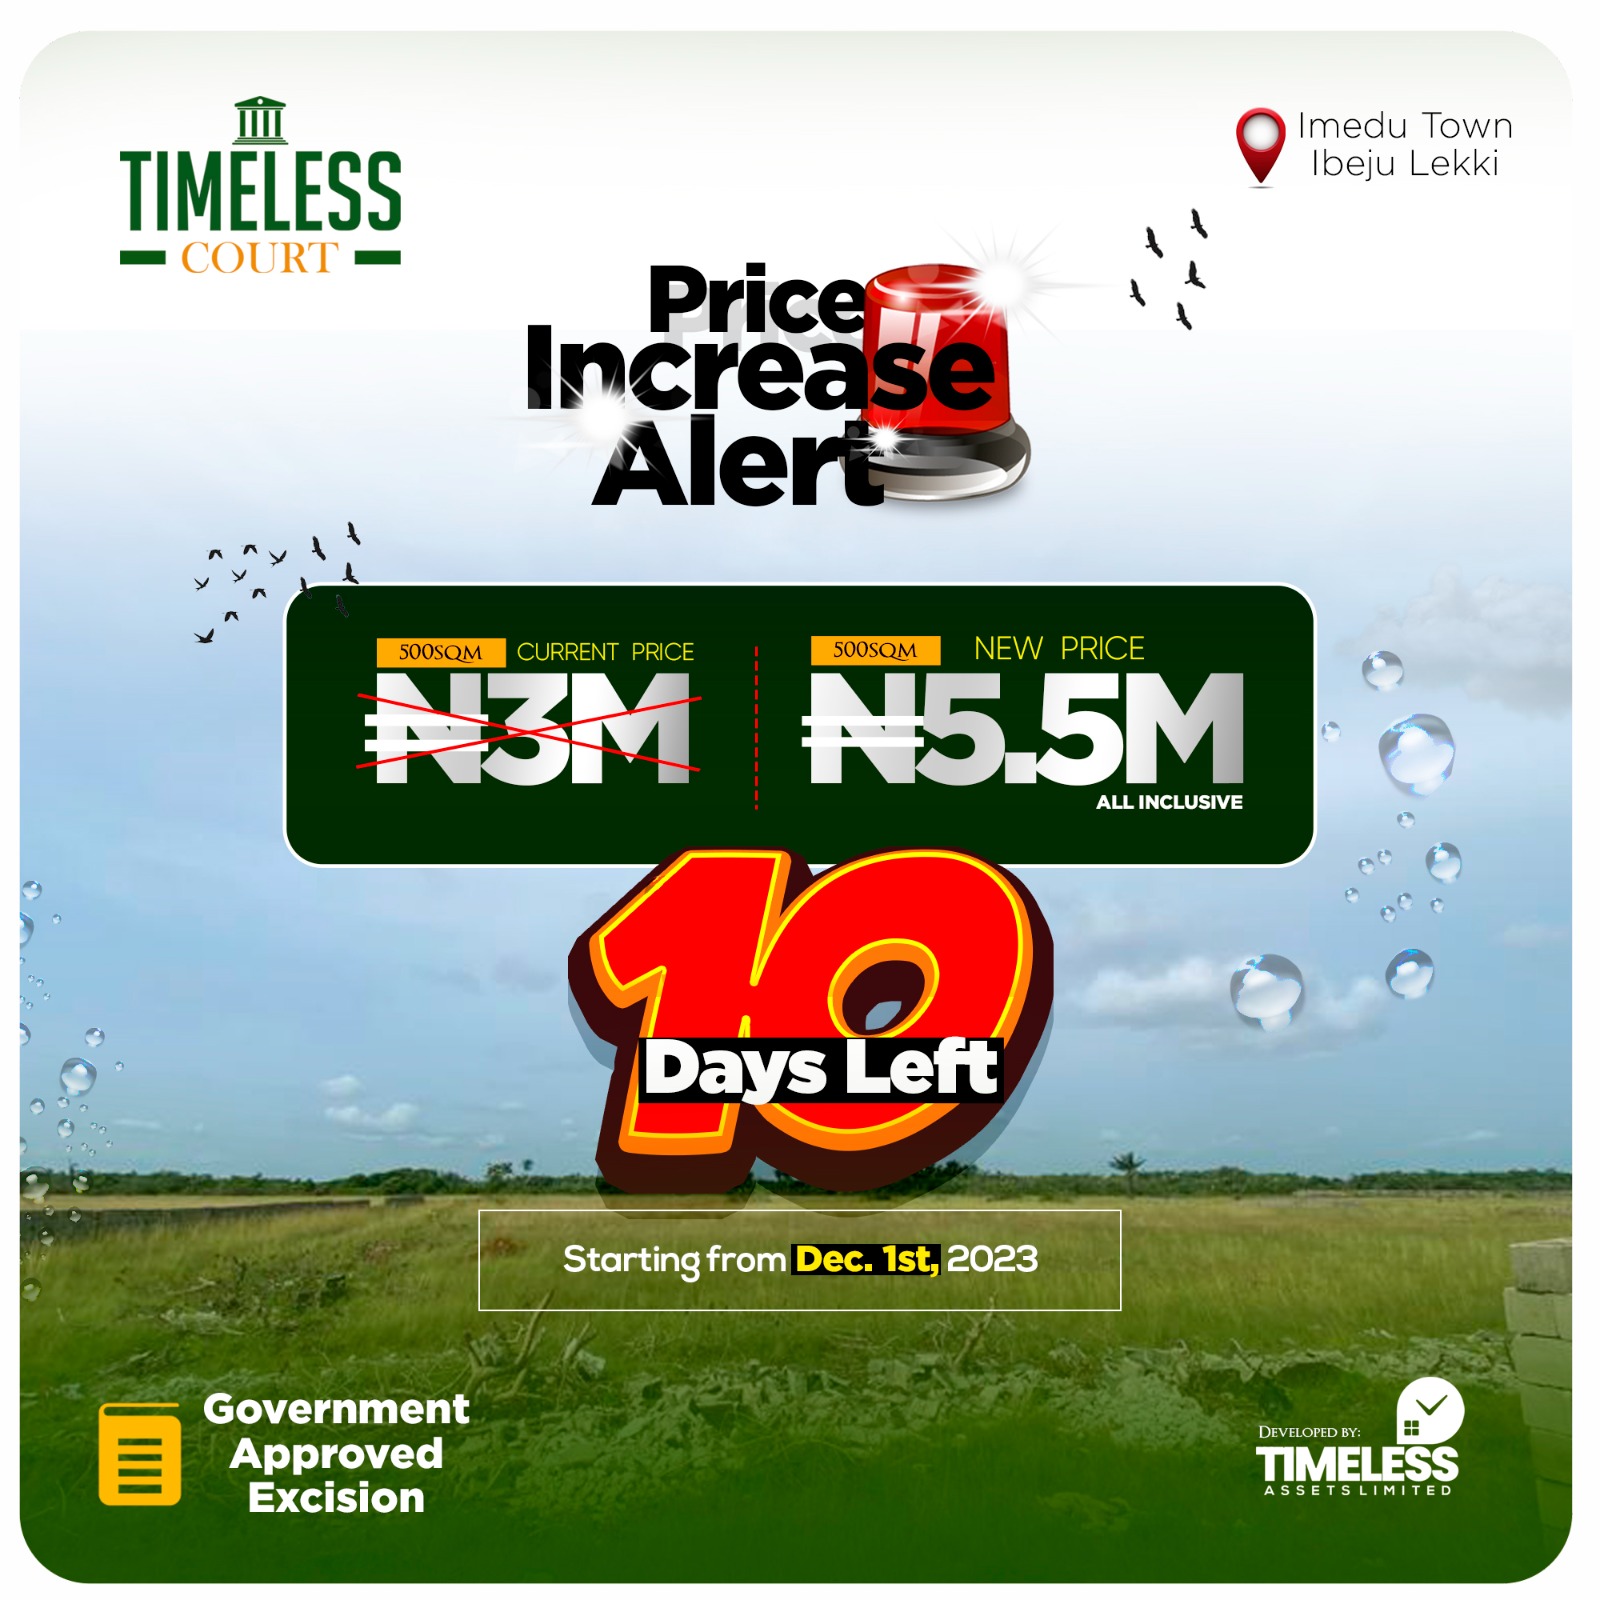 TIMELESS
COURT
Imedu Town
Ibeju Lekki
Price
Increase
Alert
500SQM CURRENT PRICE
₦3M
500SQM NEW PRICE
₦5.5M
ALL INCLUSIVE
10
Days Left
Starting from Dec. 1st, 2023
Government
Approved
Excision
DEVELOPED BY:
TIMELESS
ASSETS LIMITED